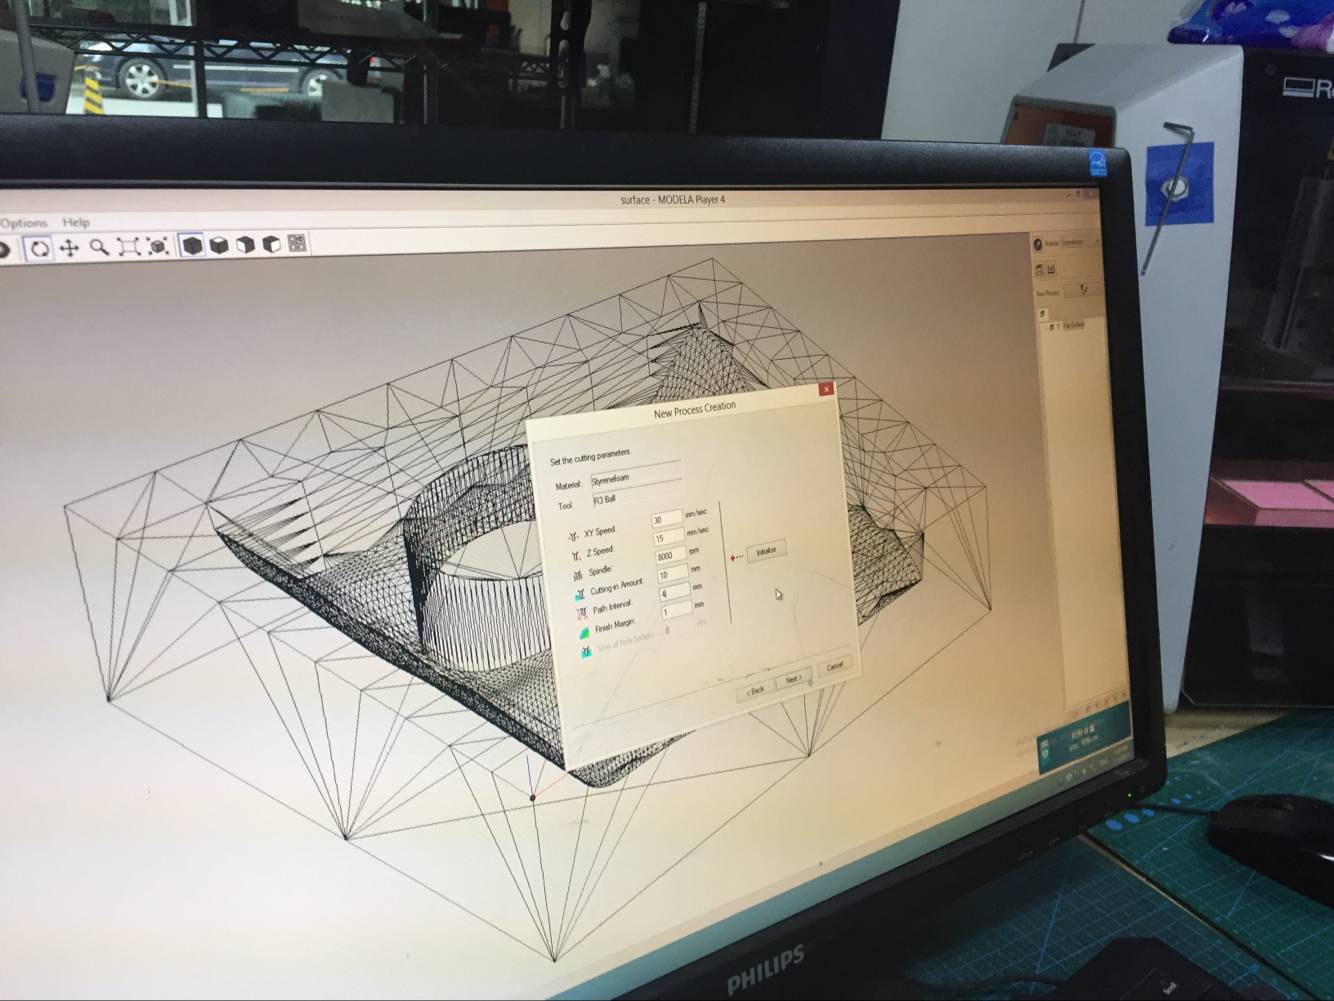 surface - MODELA Player 4
Options Help
New Process Creation
Set the cutting parameters.
Material: Styrenefoam
Tool: R3 Ball
XY Speed: 30 mm/sec
Z Speed: 15 mm/sec
Spindle: 8000 rpm
Cutting-in Amount: 10 mm
Path Interval: 4 mm
Finish Margin: 1 mm
0 sec
Initialize
< Back Next > Cancel
PHILIPS